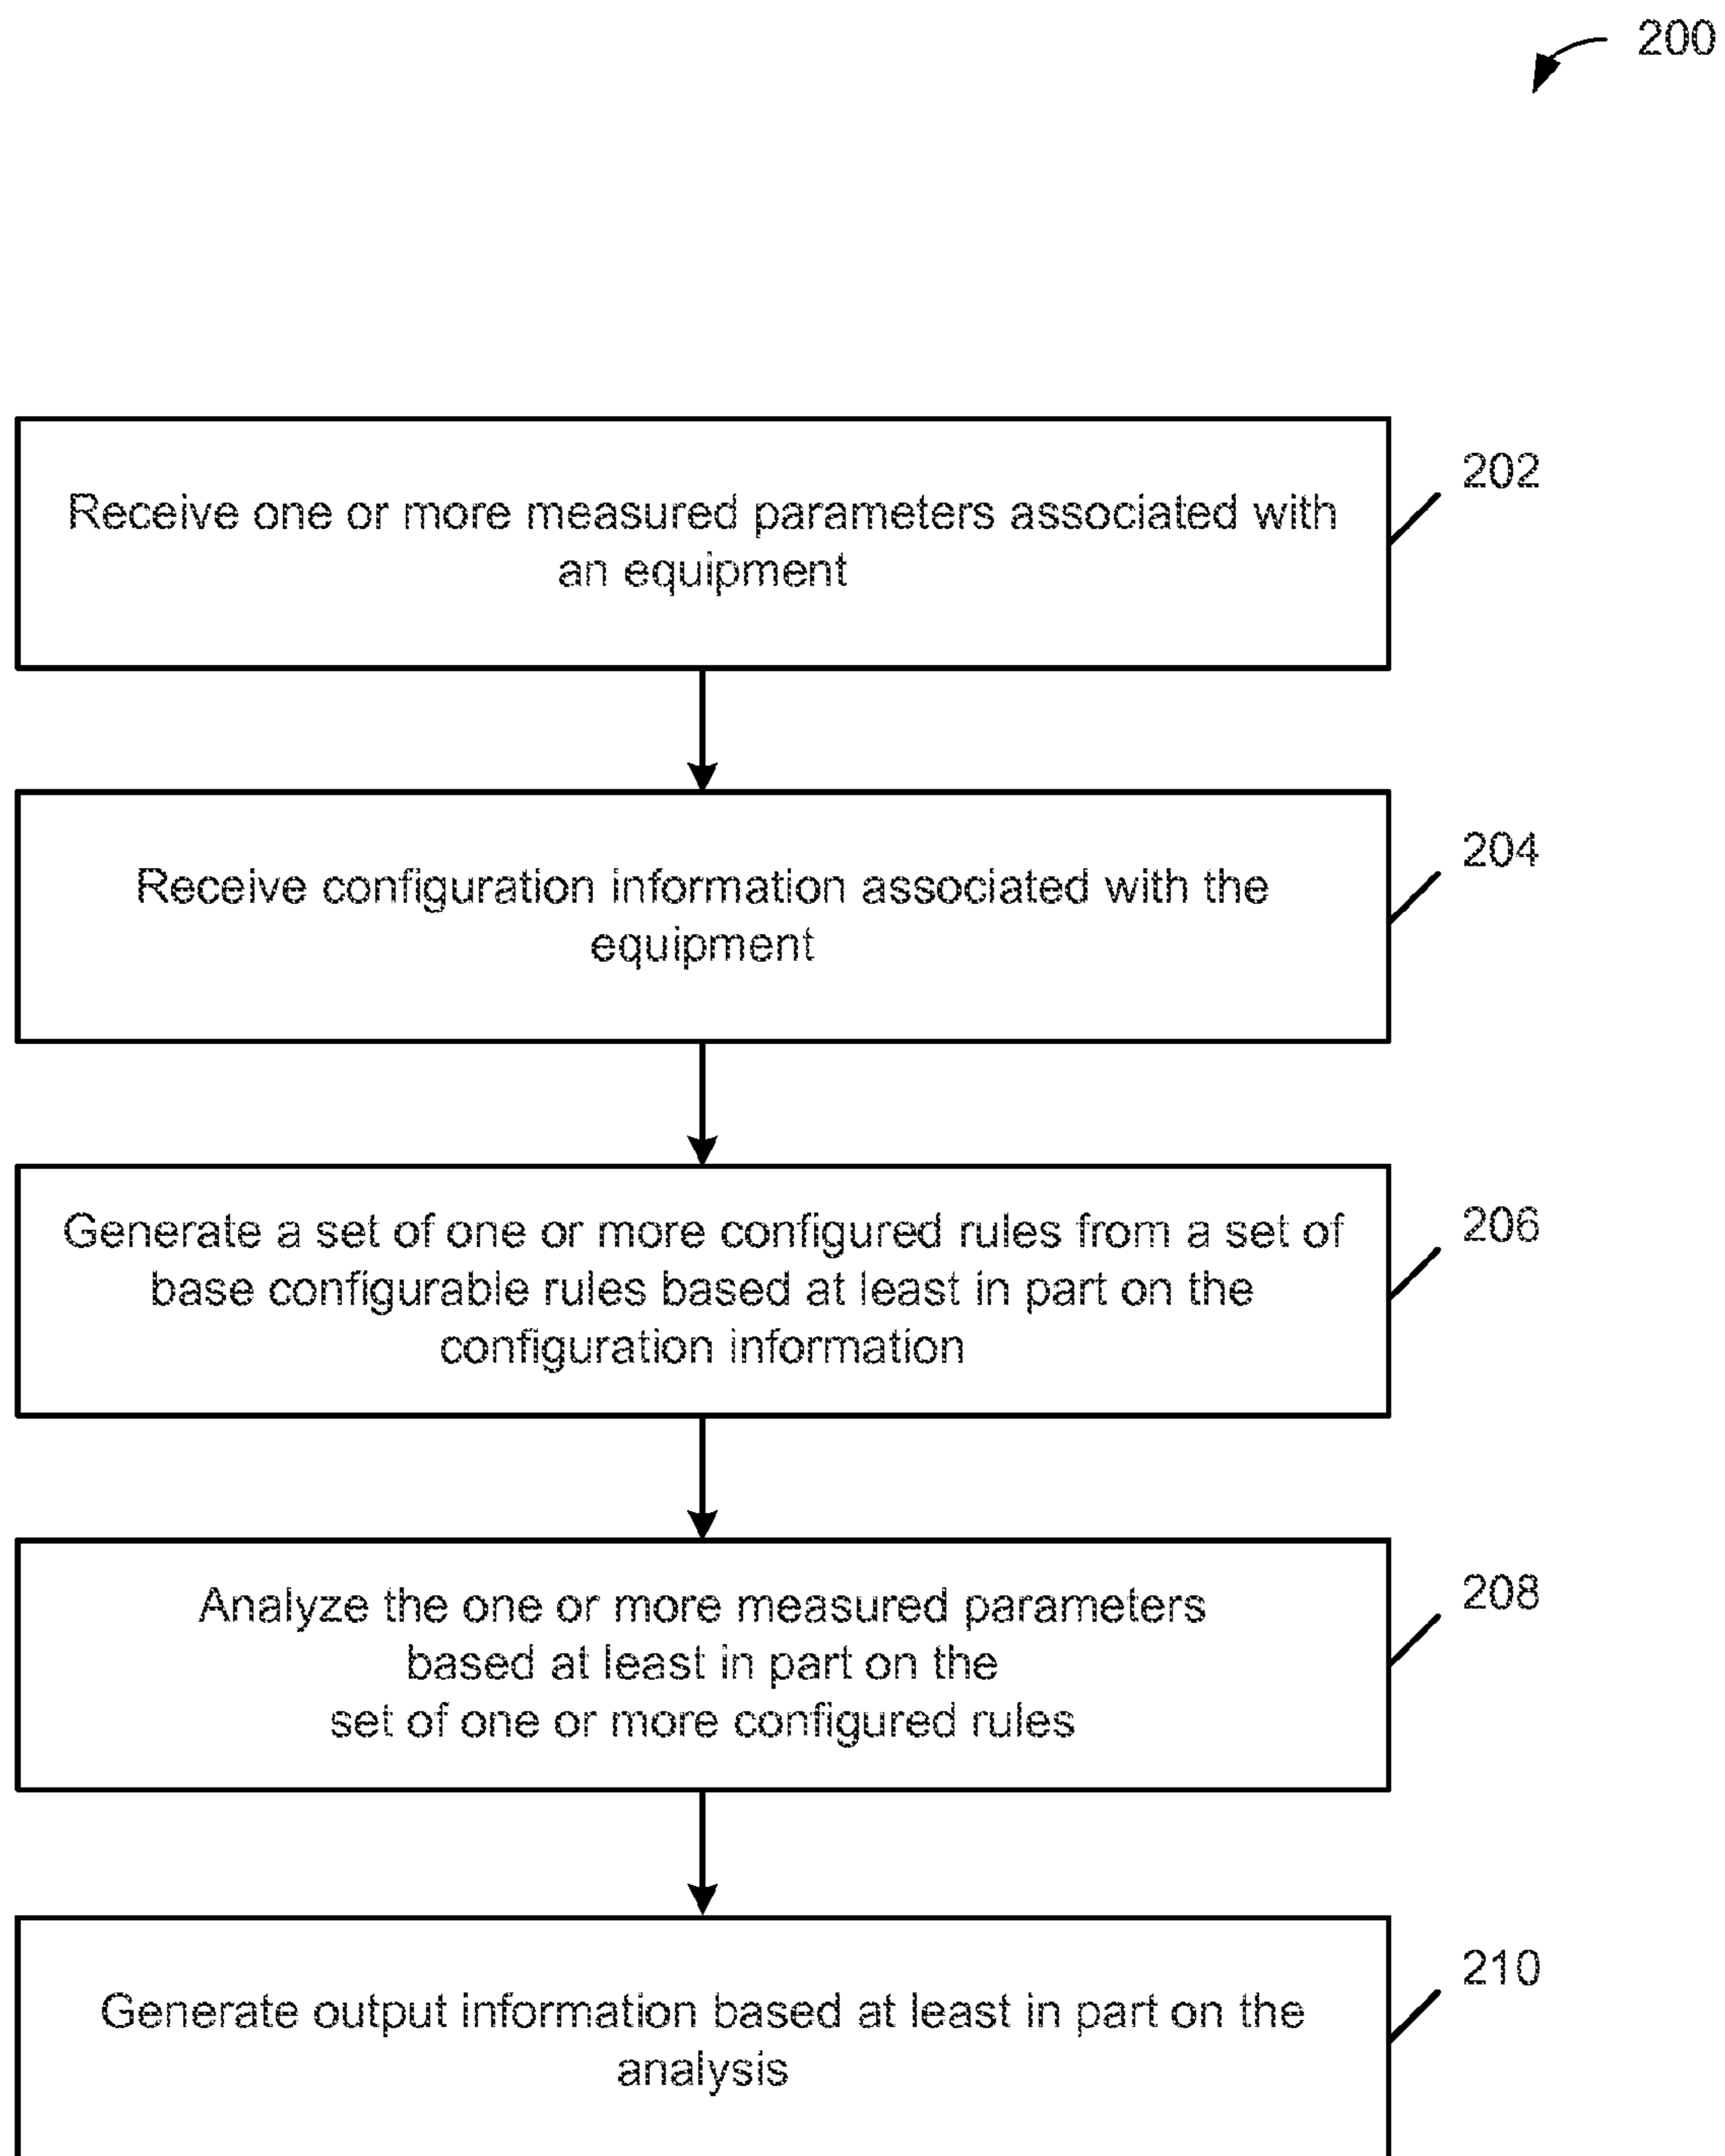 200
Receive one or more measured parameters associated with
an equipment
202
Receive configuration information associated with the
equipment
204
Generate a set of one or more configured rules from a set of
base configurable rules based at least in part on the
configuration information
206
Analyze the one or more measured parameters
based at least in part on the
set of one or more configured rules
208
Generate output information based at least in part on the
analysis
210